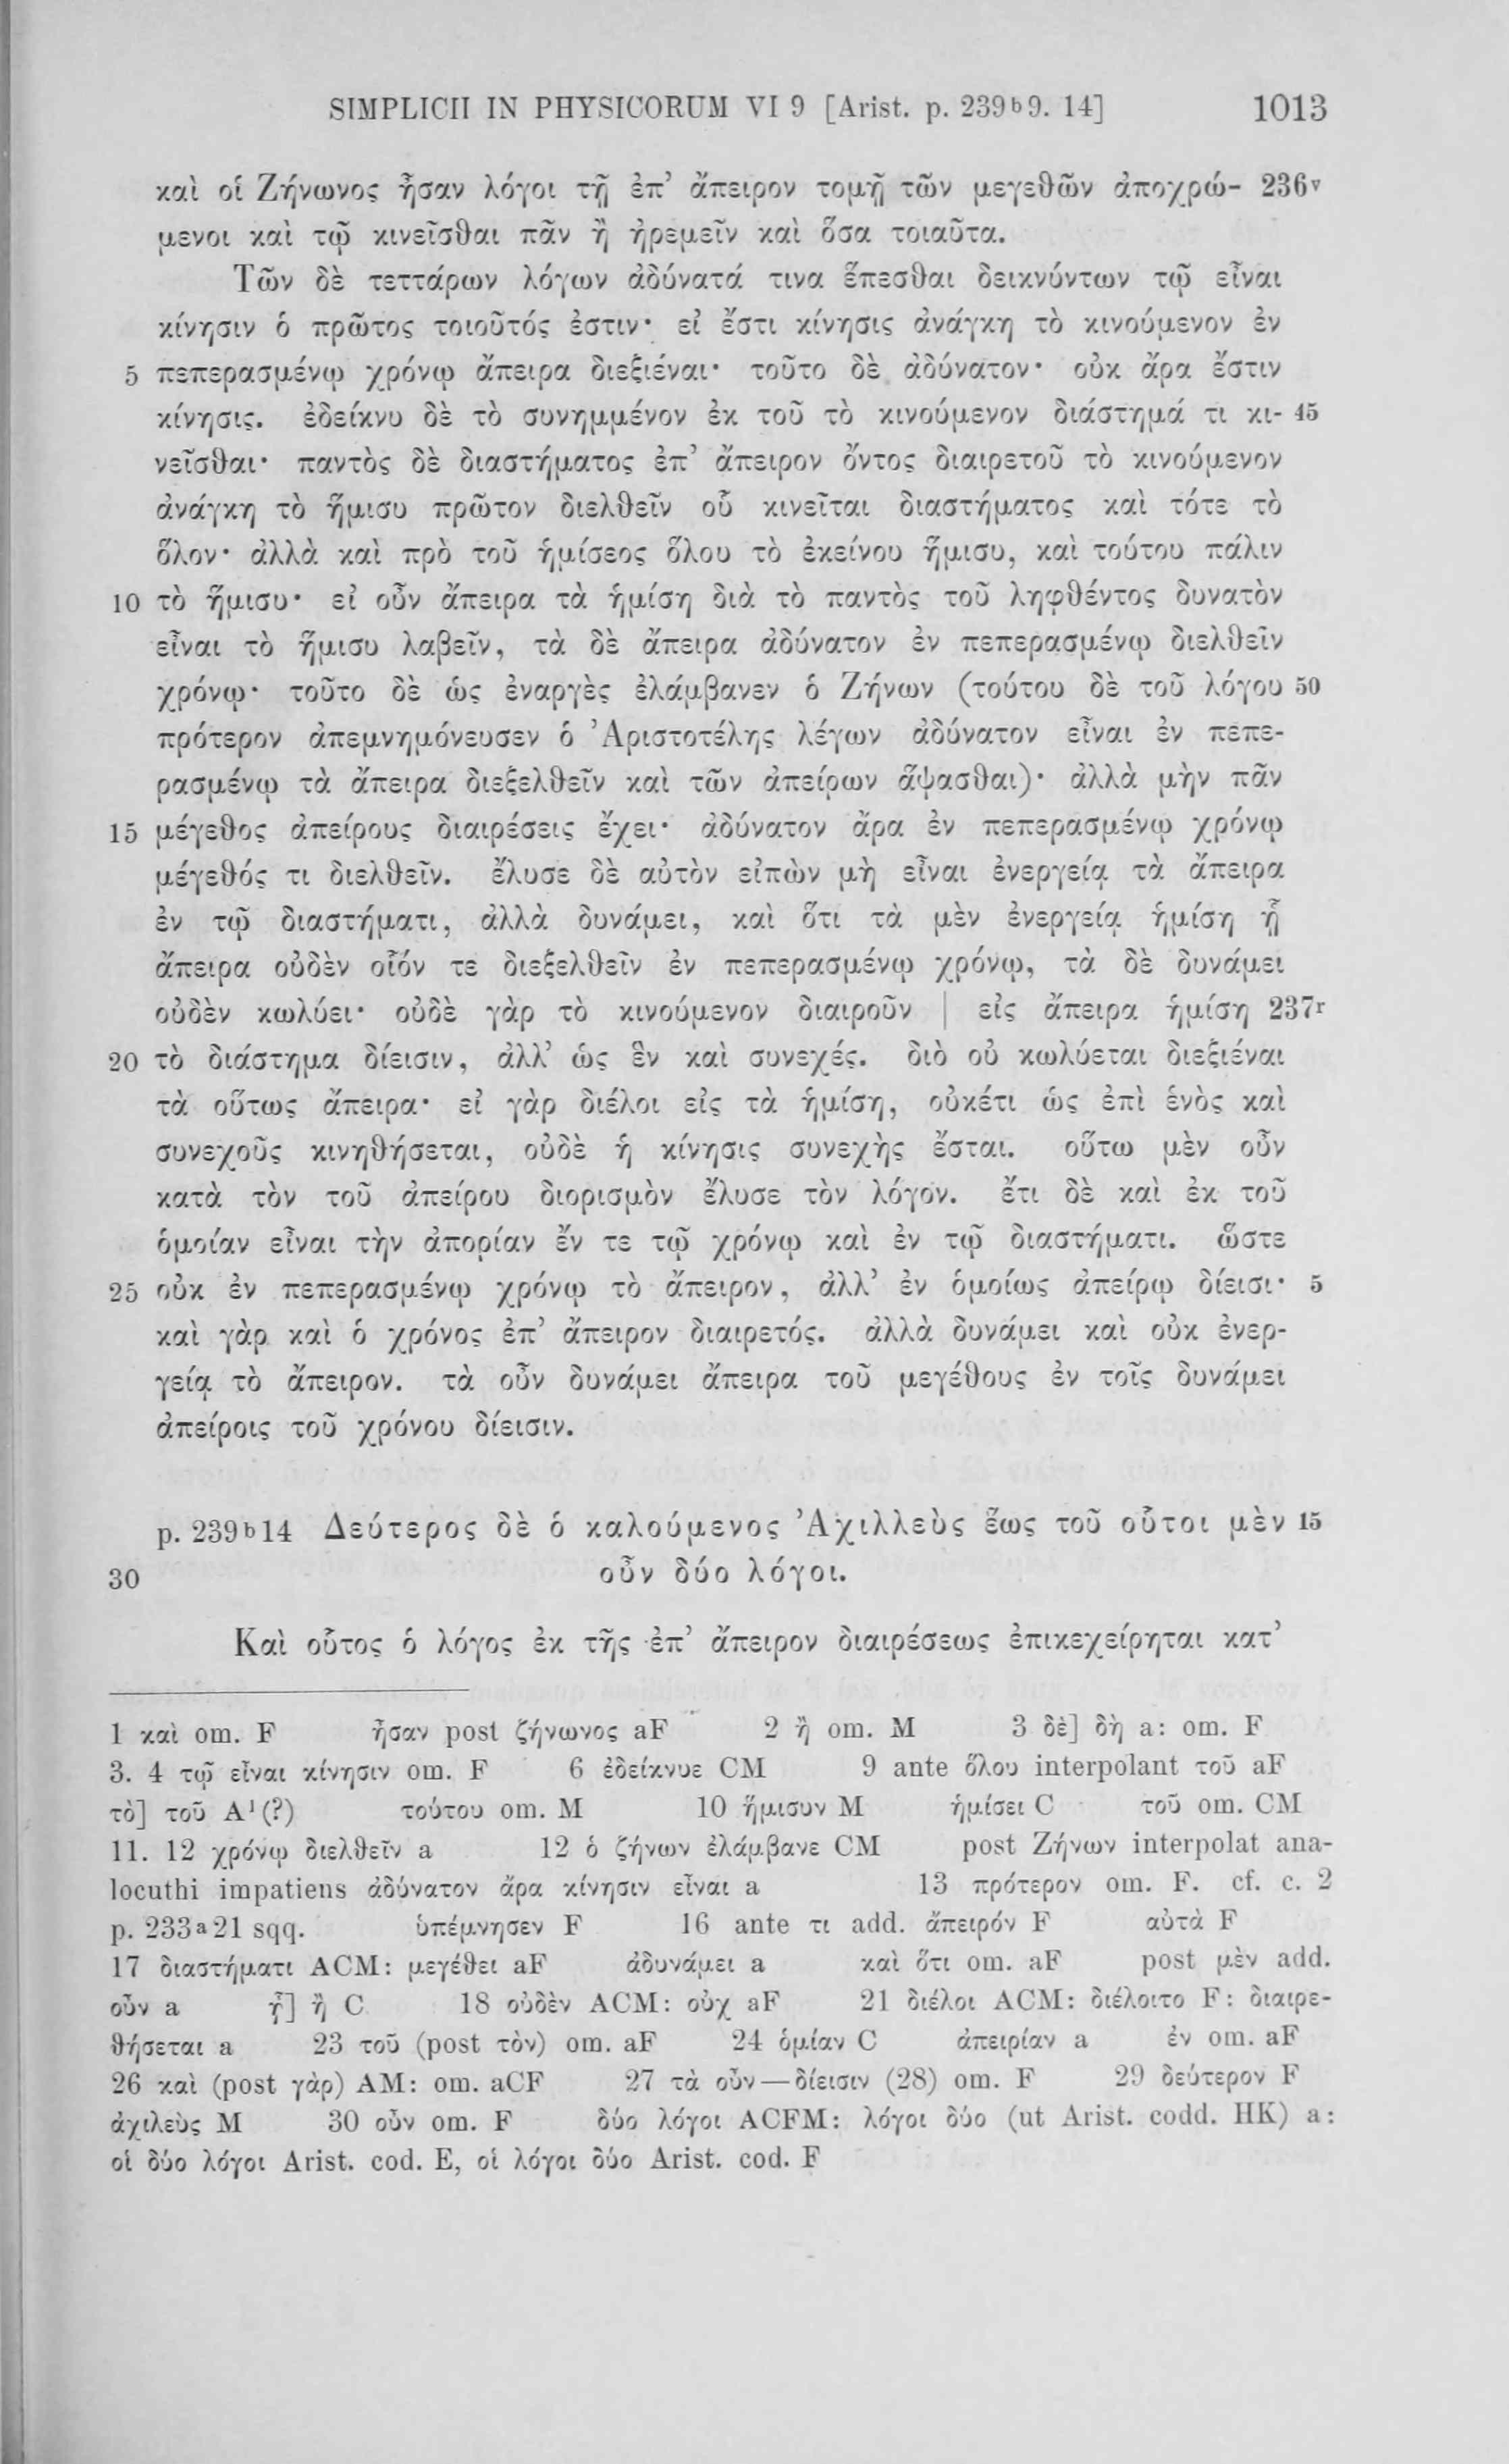 SIMPLICII IN PHYSICORUM VI 9 [Arist. p. 239ᵇ9. 14] 1013
καὶ οἱ Ζήνωνος ἦσαν λόγοι τῇ ἐπ’ ἄπειρον τομῇ τῶν μεγεθῶν ἀποχρώ- 236ᵛ
μενοι καὶ τῷ κινεῖσθαι πᾶν ἢ ἠρεμεῖν καὶ ὅσα τοιαῦτα.
Τῶν δὲ τεττάρων λόγων ἀδύνατά τινα ἕπεσθαι δεικνύντων τῷ εἶναι
κίνησιν ὁ πρῶτος τοιοῦτός ἐστιν· εἰ ἔστι κίνησις ἀνάγκη τὸ κινούμενον ἐν
5 πεπερασμένῳ χρόνῳ ἄπειρα διεξιέναι· τοῦτο δὲ ἀδύνατον· οὐκ ἄρα ἔστιν
κίνησις. ἐδείκνυ δὲ τὸ συνημμένον ἐκ τοῦ τὸ κινούμενον διάστημά τι κι- 45
νεῖσθαι· παντὸς δὲ διαστήματος ἐπ’ ἄπειρον ὄντος διαιρετοῦ τὸ κινούμενον
ἀνάγκη τὸ ἥμισυ πρῶτον διελθεῖν οὗ κινεῖται διαστήματος καὶ τότε τὸ
ὅλον· ἀλλὰ καὶ πρὸ τοῦ ἡμίσεος ὅλου τὸ ἐκείνου ἥμισυ, καὶ τούτου πάλιν
10 τὸ ἥμισυ· εἰ οὖν ἄπειρα τὰ ἡμίση διὰ τὸ παντὸς τοῦ ληφθέντος δυνατὸν
εἶναι τὸ ἥμισυ λαβεῖν, τὰ δὲ ἄπειρα ἀδύνατον ἐν πεπερασμένῳ διελθεῖν
χρόνῳ· τοῦτο δὲ ὡς ἐναργὲς ἐλάμβανεν ὁ Ζήνων (τούτου δὲ τοῦ λόγου 50
πρότερον ἀπεμνημόνευσεν ὁ Ἀριστοτέλης λέγων ἀδύνατον εἶναι ἐν πεπε-
ρασμένῳ τὰ ἄπειρα διεξελθεῖν καὶ τῶν ἀπείρων ἅψασθαι)· ἀλλὰ μὴν πᾶν
15 μέγεθος ἀπείρους διαιρέσεις ἔχει· ἀδύνατον ἄρα ἐν πεπερασμένῳ χρόνῳ
μέγεθός τι διελθεῖν. ἔλυσε δὲ αὐτὸν εἰπὼν μὴ εἶναι ἐνεργείᾳ τὰ ἄπειρα
ἐν τῷ διαστήματι, ἀλλὰ δυνάμει, καὶ ὅτι τὰ μὲν ἐνεργείᾳ ἡμίση ᾗ
ἄπειρα οὐδὲν οἷόν τε διεξελθεῖν ἐν πεπερασμένῳ χρόνῳ, τὰ δὲ δυνάμει
οὐδὲν κωλύει· οὐδὲ γὰρ τὸ κινούμενον διαιροῦν | εἰς ἄπειρα ἡμίση 237ʳ
20 τὸ διάστημα δίεισιν, ἀλλ’ ὡς ἓν καὶ συνεχές. διὸ οὐ κωλύεται διεξιέναι
τὰ οὕτως ἄπειρα· εἰ γὰρ διέλοι εἰς τὰ ἡμίση, οὐκέτι ὡς ἐπὶ ἑνὸς καὶ
συνεχοῦς κινηθήσεται, οὐδὲ ἡ κίνησις συνεχὴς ἔσται. οὕτω μὲν οὖν
κατὰ τὸν τοῦ ἀπείρου διορισμὸν ἔλυσε τὸν λόγον. ἔτι δὲ καὶ ἐκ τοῦ
ὁμοίαν εἶναι τὴν ἀπορίαν ἔν τε τῷ χρόνῳ καὶ ἐν τῷ διαστήματι. ὥστε
25 οὐκ ἐν πεπερασμένῳ χρόνῳ τὸ ἄπειρον, ἀλλ’ ἐν ὁμοίως ἀπείρῳ δίεισι· 5
καὶ γὰρ καὶ ὁ χρόνος ἐπ’ ἄπειρον διαιρετός. ἀλλὰ δυνάμει καὶ οὐκ ἐνερ-
γείᾳ τὸ ἄπειρον. τὰ οὖν δυνάμει ἄπειρα τοῦ μεγέθους ἐν τοῖς δυνάμει
ἀπείροις τοῦ χρόνου δίεισιν.
p. 239ᵇ14 Δεύτερος δὲ ὁ καλούμενος Ἀχιλλεὺς ἕως τοῦ οὗτοι μὲν 15
30 οὖν δύο λόγοι.
Καὶ οὗτος ὁ λόγος ἐκ τῆς ἐπ’ ἄπειρον διαιρέσεως ἐπικεχείρηται κατ’
1 καὶ om. F ἦσαν post ζήνωνος aF 2 ἢ om. M 3 δὲ] δὴ a: om. F
3. 4 τῷ εἶναι κίνησιν om. F 6 ἐδείκνυε CM 9 ante ὅλου interpolant τοῦ aF
τὸ] τοῦ A¹(?) τούτου om. M 10 ἥμισυν M ἡμίσει C τοῦ om. CM
11. 12 χρόνῳ διελθεῖν a 12 ὁ ζήνων ἐλάμβανε CM post Ζήνων interpolat ana-
locuthi impatiens ἀδύνατον ἄρα κίνησιν εἶναι a 13 πρότερον om. F. cf. c. 2
p. 233ᵃ21 sqq. ὑπέμνησεν F 16 ante τι add. ἄπειρόν F αὐτὰ F
17 διαστήματι ACM: μεγέθει aF ἀδυνάμει a καὶ ὅτι om. aF post μὲν add.
οὖν a ᾗ] ἢ C 18 οὐδὲν ACM: οὐχ aF 21 διέλοι ACM: διέλοιτο F: διαιρε-
θήσεται a 23 τοῦ (post τὸν) om. aF 24 ὁμίαν C ἀπειρίαν a ἐν om. aF
26 καὶ (post γὰρ) AM: om. aCF 27 τὰ οὖν — δίεισιν (28) om. F 29 δεύτερον F
ἀχιλεὺς M 30 οὖν om. F δύο λόγοι ACFM: λόγοι δύο (ut Arist. codd. HK) a:
οἱ δύο λόγοι Arist. cod. E, οἱ λόγοι δύο Arist. cod. F